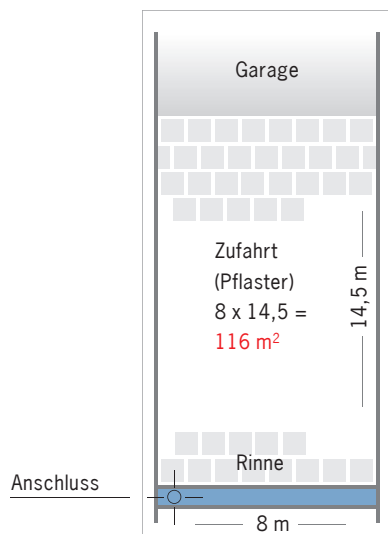 Garage
Zufahrt
(Pflaster)
8 x 14,5 =
116 m²
14,5 m
Rinne
Anschluss
8 m